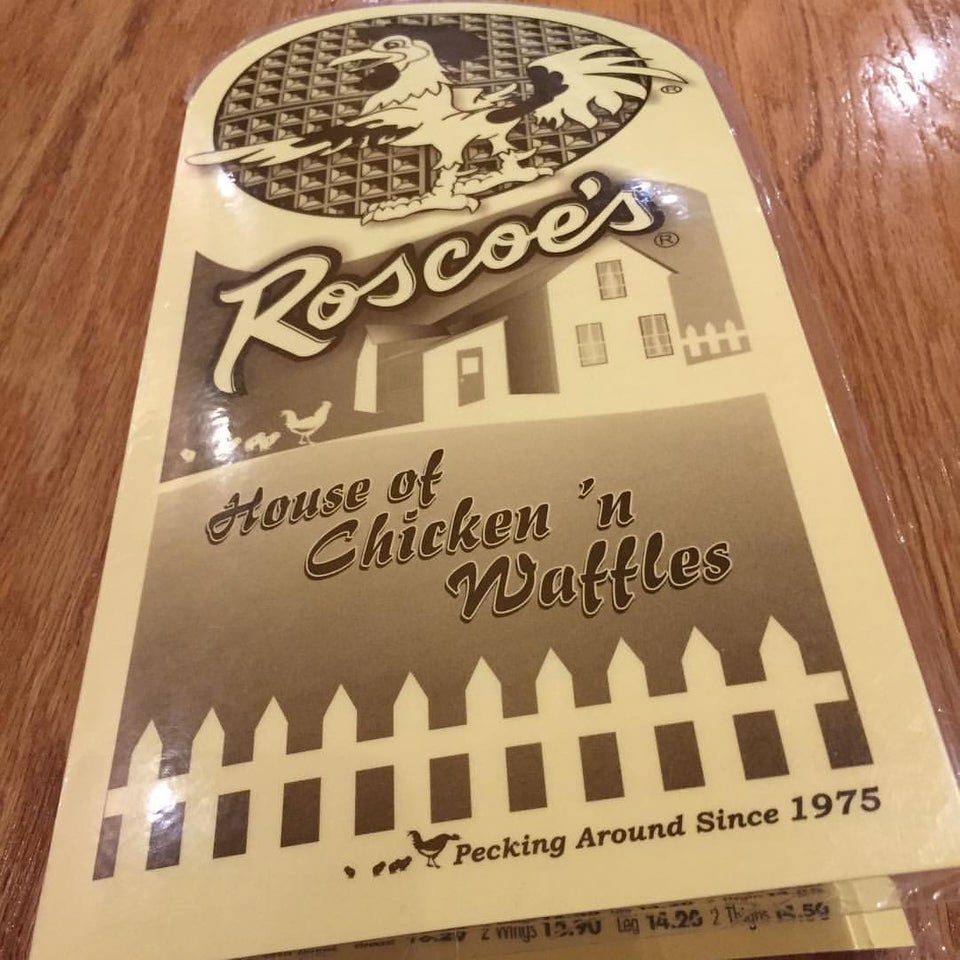 ®
Roscoe's®
House of
Chicken 'n
Waffles
Pecking Around Since 1975
2 Wings 13.90 Leg 14.20 2 Thighs